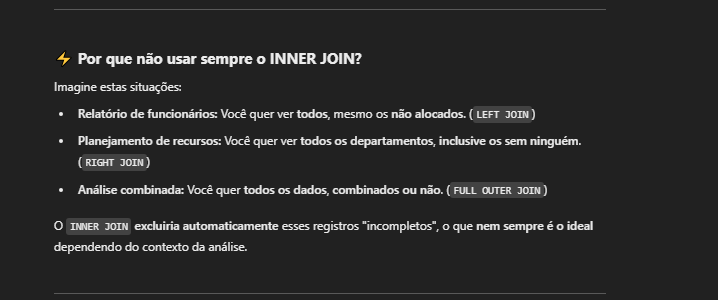 ⚡ Por que não usar sempre o INNER JOIN?
Imagine estas situações:
• Relatório de funcionários: Você quer ver todos, mesmo os não alocados. ( LEFT JOIN )
• Planejamento de recursos: Você quer ver todos os departamentos, inclusive os sem ninguém.
( RIGHT JOIN )
• Análise combinada: Você quer todos os dados, combinados ou não. ( FULL OUTER JOIN )
O INNER JOIN excluiria automaticamente esses registros "incompletos", o que nem sempre é o ideal
dependendo do contexto da análise.